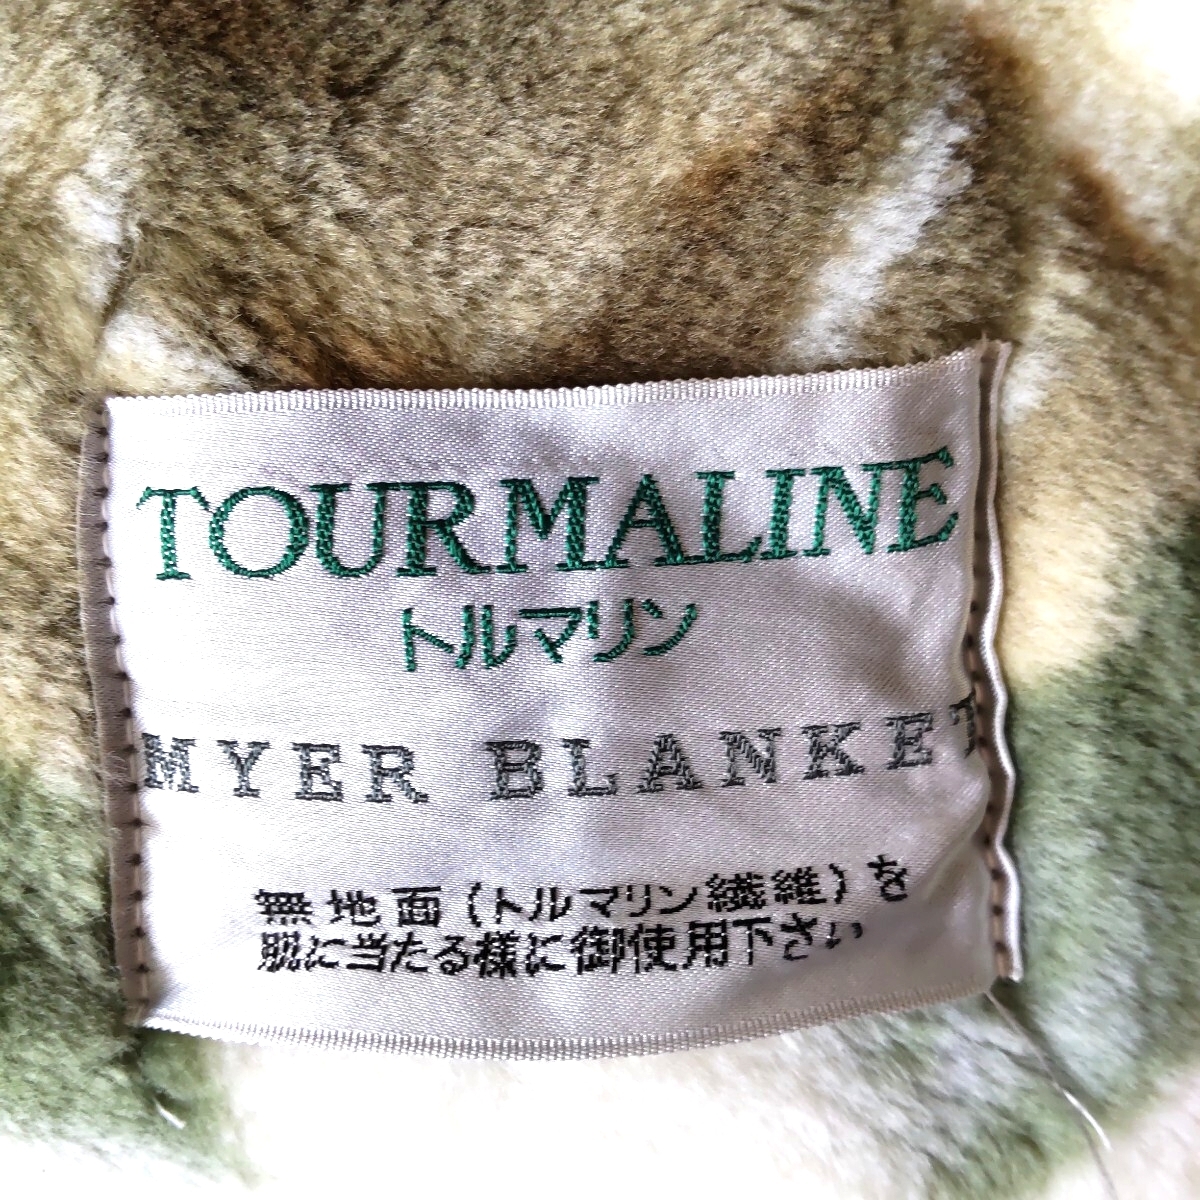 TOURMALINE
トルマリン
MYER BLANKET
無地面(トルマリン繊維)を
肌に当たる様に御使用下さい